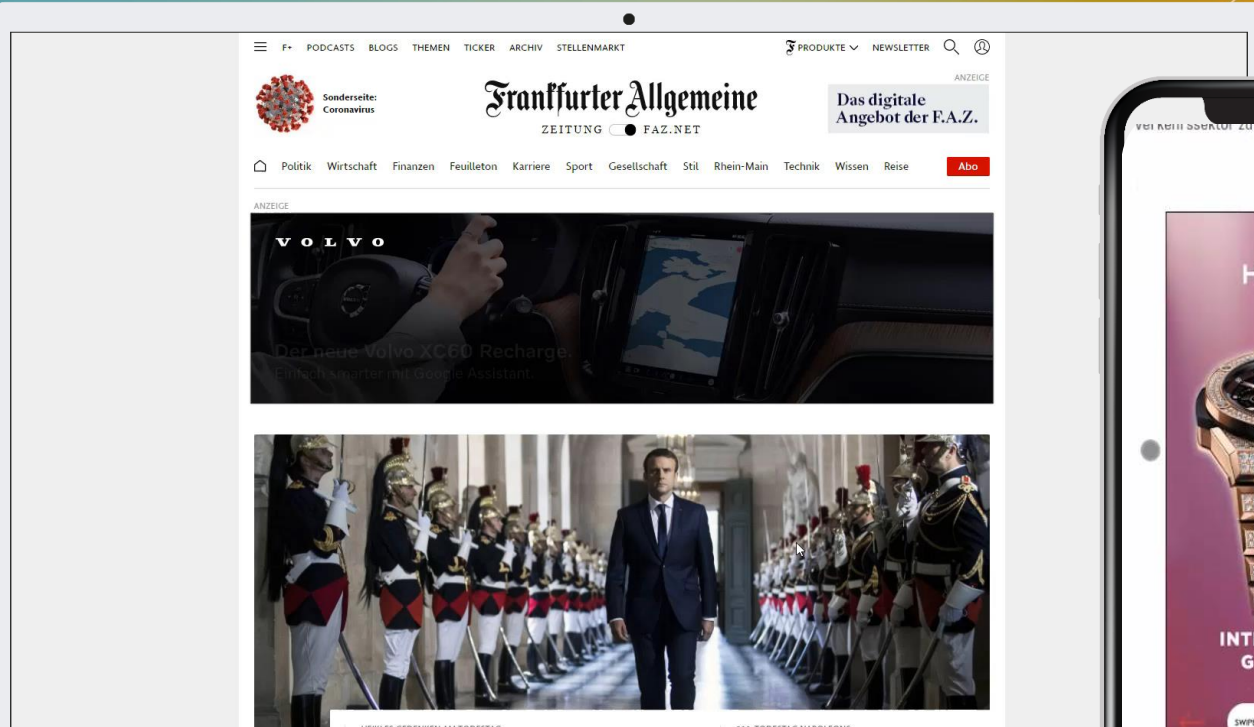 F+ PODCASTS BLOGS THEMEN TICKER ARCHIV STELLENMARKT
PRODUKTE NEWSLETTER
Sonderseite:
Coronavirus
Frankfurter Allgemeine
ZEITUNG FAZ.NET
ANZEIGE
Das digitale
Angebot der F.A.Z.
Politik Wirtschaft Finanzen Feuilleton Karriere Sport Gesellschaft Stil Rhein-Main Technik Wissen Reise Abo
ANZEIGE
VOLVO
Der neue Volvo XC60 Recharge.
Einfach smarter mit Google Assistant.